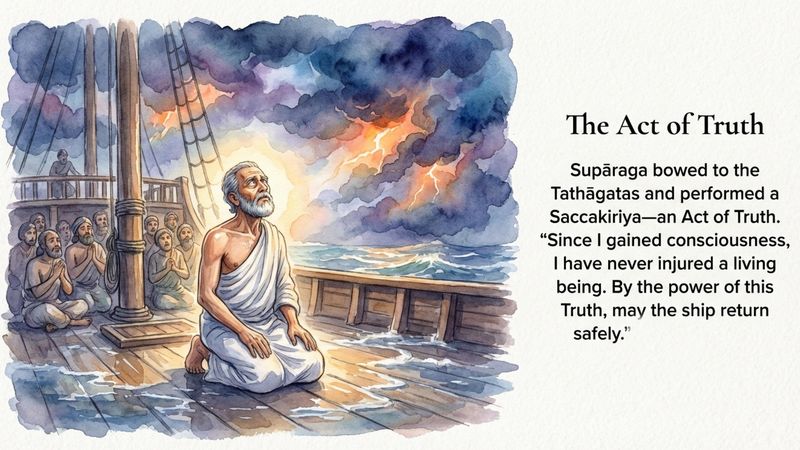 The Act of Truth
Supāraga bowed to the
Tathāgatas and performed a
Saccakiriya—an Act of Truth.
“Since I gained consciousness,
I have never injured a living
being. By the power of this
Truth, may the ship return
safely.”